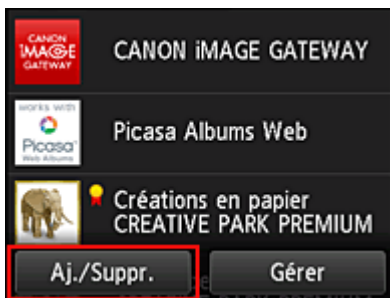 CANON
iMAGE
GATEWAY
CANON iMAGE GATEWAY
works with
Picasa
Web Albums
Picasa Albums Web
Créations en papier
CREATIVE PARK PREMIUM
Aj./Suppr.
Gérer